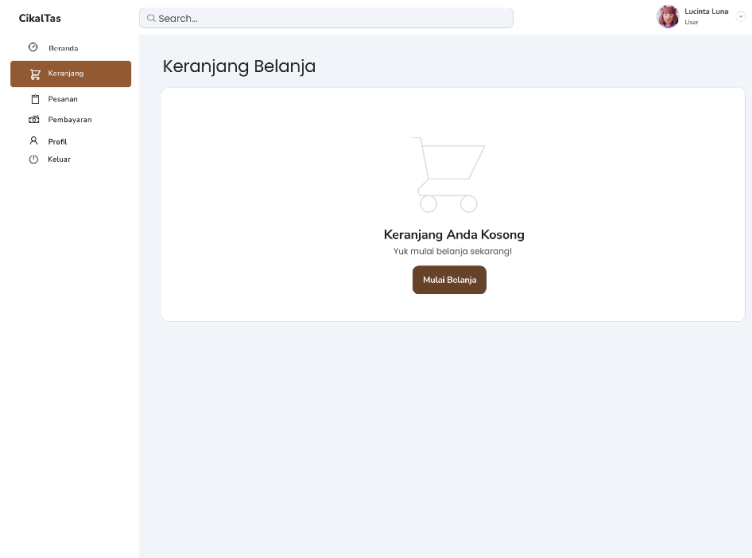 CikalTas
Search...
Lucinta Luna
User
Beranda
Keranjang
Pesanan
Pembayaran
Profil
Keluar
Keranjang Belanja
Keranjang Anda Kosong
Yuk mulai belanja sekarang!
Mulai Belanja